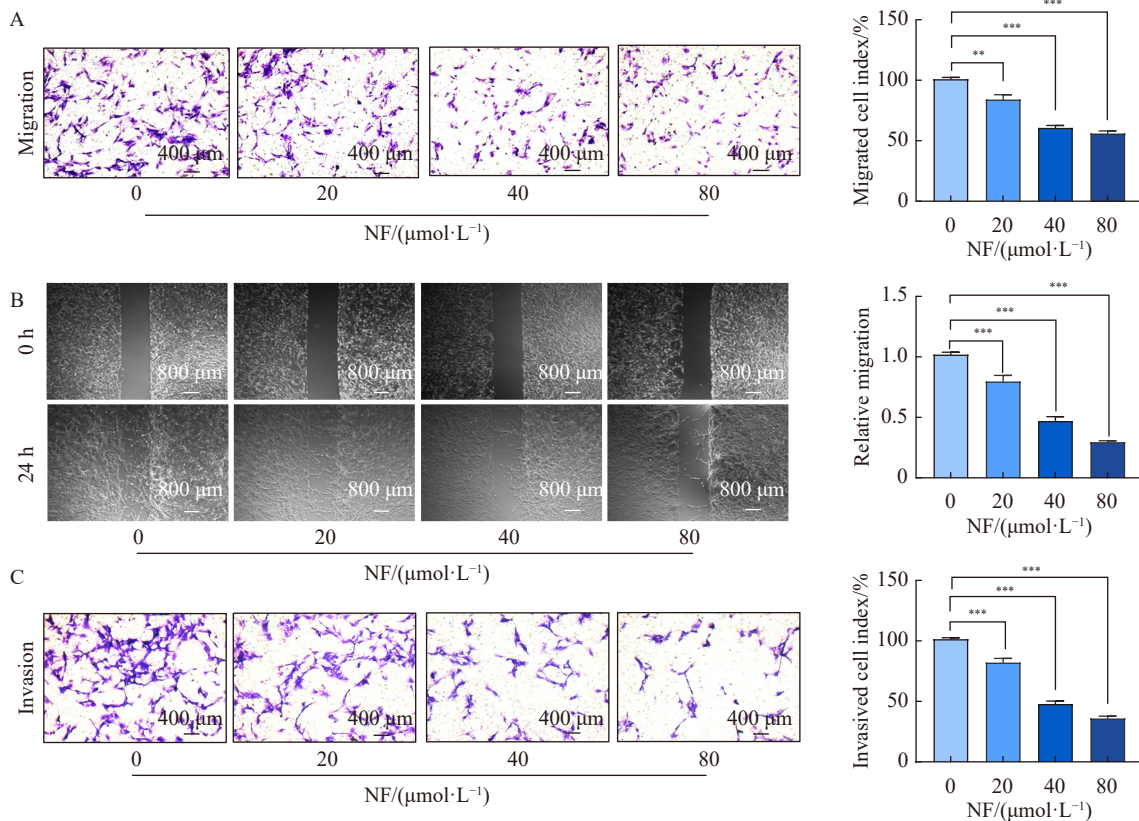 A
Migration
400 μm
400 μm
400 μm
400 μm
0
20
40
80
NF/(μmol·L⁻¹)
Migrated cell index/%
150
100
50
0
**
***
***
0
20
40
80
NF/(μmol·L⁻¹)
B
0 h
800 μm
800 μm
800 μm
800 μm
24 h
800 μm
800 μm
800 μm
800 μm
0
20
40
80
NF/(μmol·L⁻¹)
Relative migration
1.5
1.0
0.5
0
***
***
***
0
20
40
80
NF/(μmol·L⁻¹)
C
Invasion
400 μm
400 μm
400 μm
400 μm
0
20
40
80
NF/(μmol·L⁻¹)
Invasived cell index/%
150
100
50
0
***
***
***
0
20
40
80
NF/(μmol·L⁻¹)